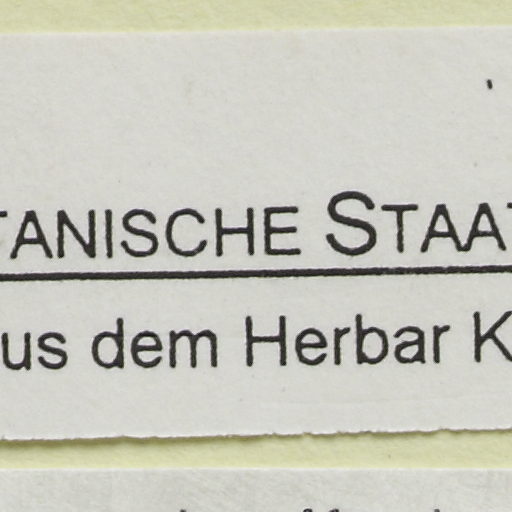 TANISCHE STAAT
us dem Herbar K